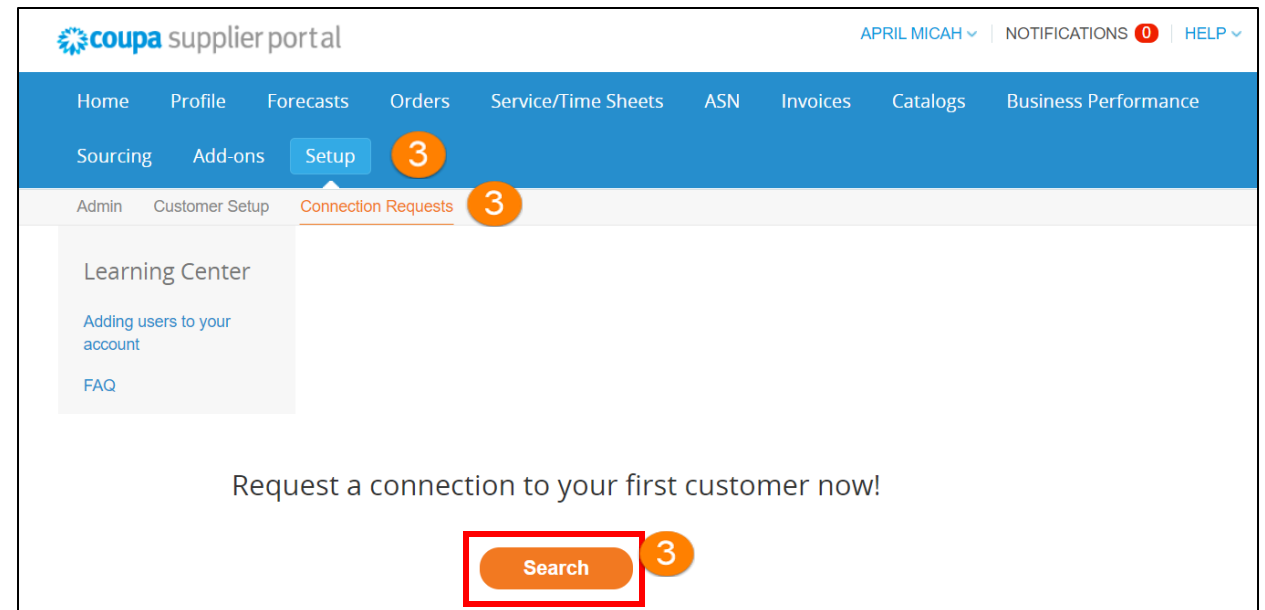 coupa supplier portal APRIL MICAH NOTIFICATIONS 0 HELP
Home Profile Forecasts Orders Service/Time Sheets ASN Invoices Catalogs Business Performance
Sourcing Add-ons Setup 3
Admin Customer Setup Connection Requests 3
Learning Center
Adding users to your
account
FAQ
Request a connection to your first customer now!
Search 3